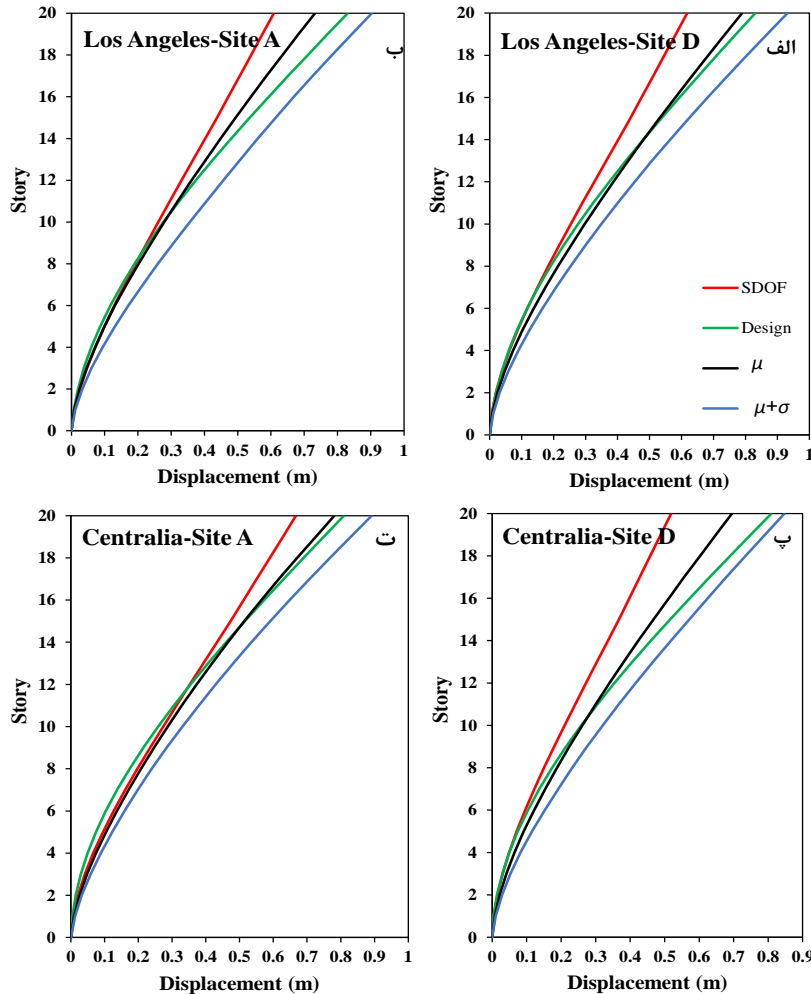 Los Angeles-Site A
ب
Story
20
18
16
14
12
10
8
6
4
2
0
0 0.1 0.2 0.3 0.4 0.5 0.6 0.7 0.8 0.9 1
Displacement (m)
Los Angeles-Site D
الف
Story
20
18
16
14
12
10
8
6
4
2
0
SDOF
Design
μ
μ+σ
0 0.1 0.2 0.3 0.4 0.5 0.6 0.7 0.8 0.9 1
Displacement (m)
Centralia-Site A
ت
Story
20
18
16
14
12
10
8
6
4
2
0
0 0.1 0.2 0.3 0.4 0.5 0.6 0.7 0.8 0.9 1
Displacement (m)
Centralia-Site D
پ
Story
20
18
16
14
12
10
8
6
4
2
0
0 0.1 0.2 0.3 0.4 0.5 0.6 0.7 0.8 0.9
Displacement (m)